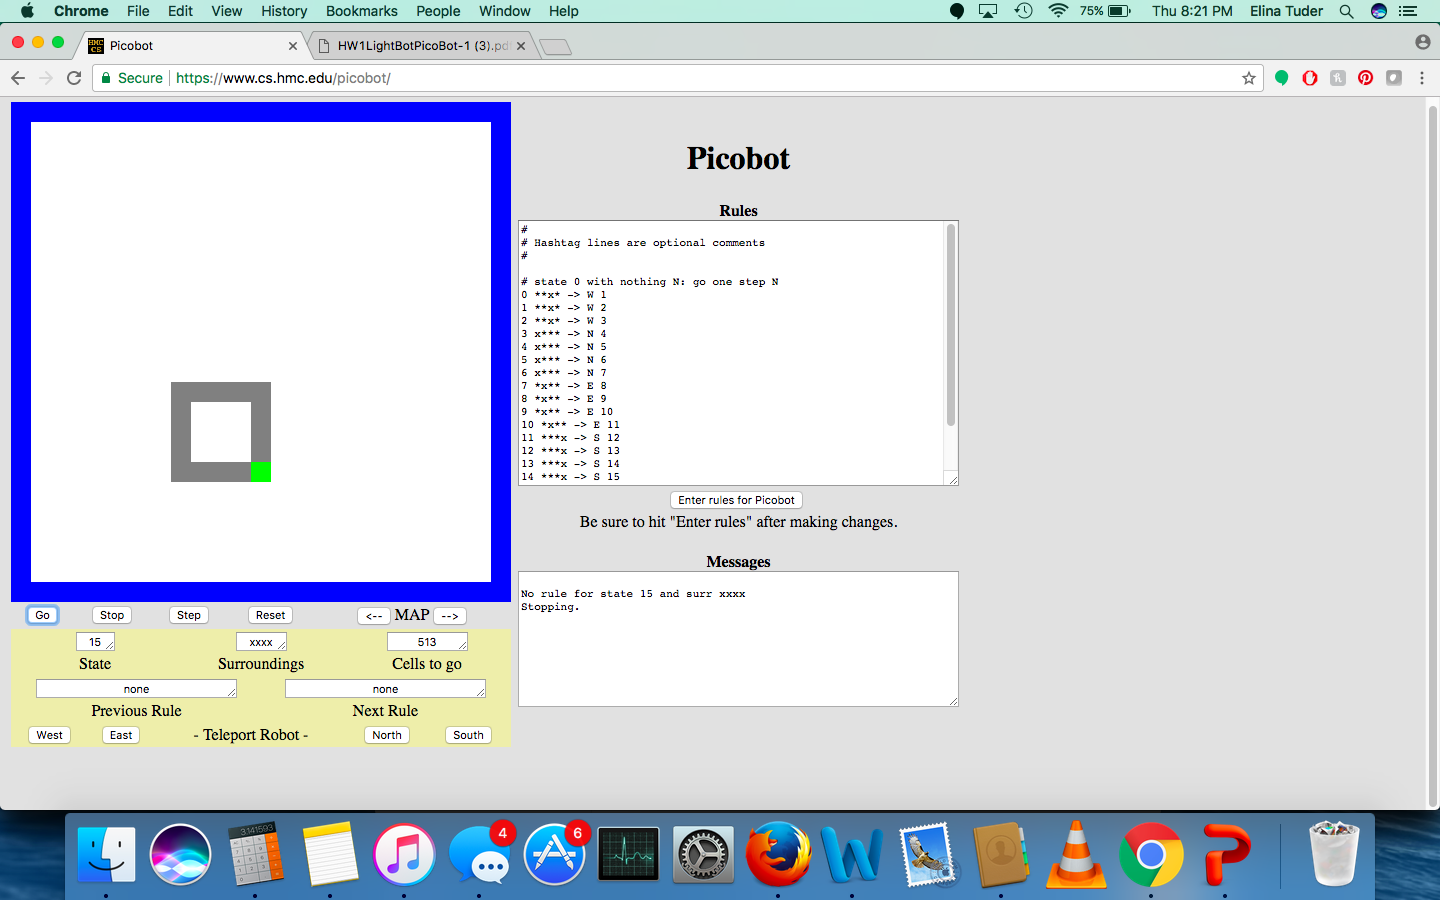 Chrome File Edit View History Bookmarks People Window Help 75% Thu 8:21 PM Elina Tuder
HMC CS Picobot HW1LightBotPicoBot-1 (3).pd
Secure https://www.cs.hmc.edu/picobot/
Picobot
Rules
#
# Hashtag lines are optional comments
#
# state 0 with nothing N: go one step N
0 **x* -> W 1
1 **x* -> W 2
2 **x* -> W 3
3 x*** -> N 4
4 x*** -> N 5
5 x*** -> N 6
6 x*** -> N 7
7 *x** -> E 8
8 *x** -> E 9
9 *x** -> E 10
10 *x** -> E 11
11 ***x -> S 12
12 ***x -> S 13
13 ***x -> S 14
14 ***x -> S 15
Enter rules for Picobot
Be sure to hit "Enter rules" after making changes.
Messages
No rule for state 15 and surr xxxx
Stopping.
Go Stop Step Reset <-- MAP -->
15 xxxx 513
State Surroundings Cells to go
none none
Previous Rule Next Rule
West East - Teleport Robot - North South
3.141593
4
6